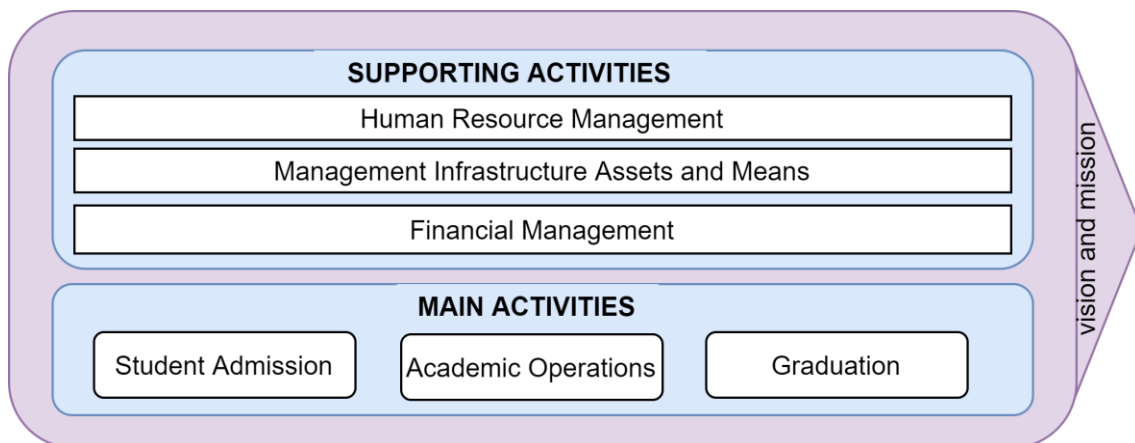 SUPPORTING ACTIVITIES
Human Resource Management
Management Infrastructure Assets and Means
Financial Management
MAIN ACTIVITIES
Student Admission
Academic Operations
Graduation
vision and mission